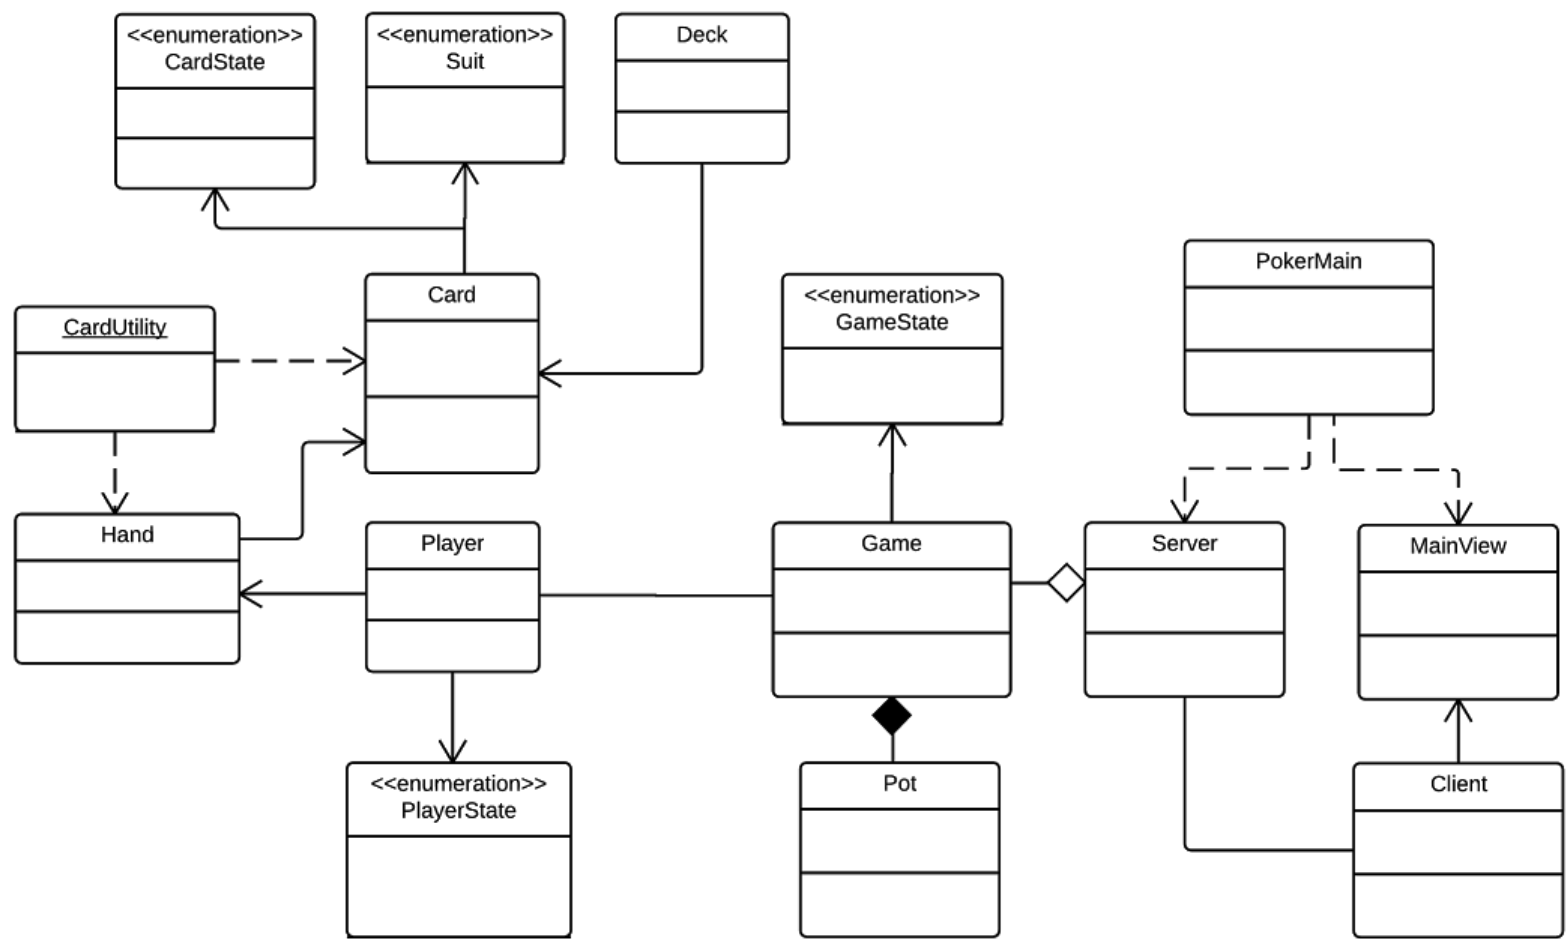 <<enumeration>>
CardState
<<enumeration>>
Suit
Deck
PokerMain
Card
<<enumeration>>
GameState
CardUtility
Hand
Player
Game
Server
MainView
<<enumeration>>
PlayerState
Pot
Client